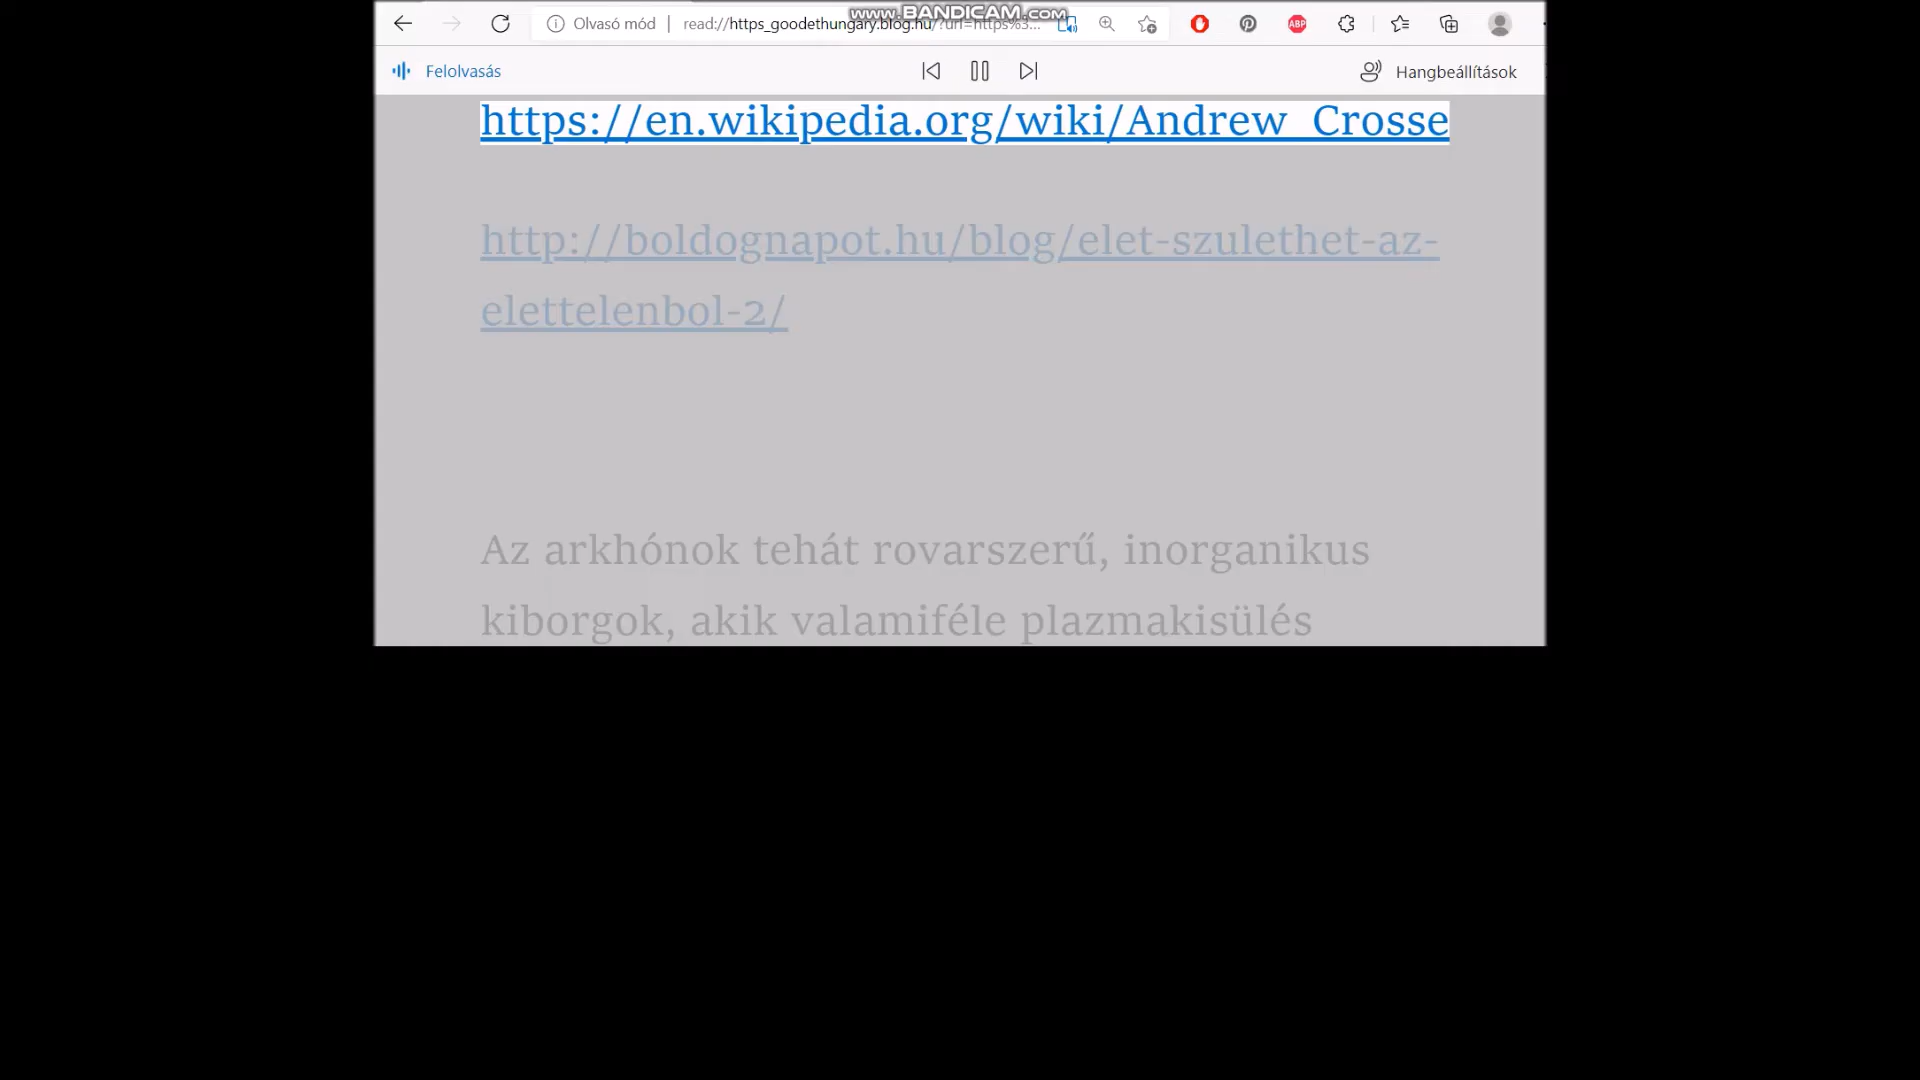 www.BANDICAM.com
Olvasó mód | read://https_goodethungary.blog.hu/?url=https%3...
ABP
Felolvasás
Hangbeállítások
https://en.wikipedia.org/wiki/Andrew_Crosse
http://boldognapot.hu/blog/elet-szulethet-az-
elettelenbol-2/
Az arkhónok tehát rovarszerű, inorganikus
kiborgok, akik valamiféle plazmakisülés